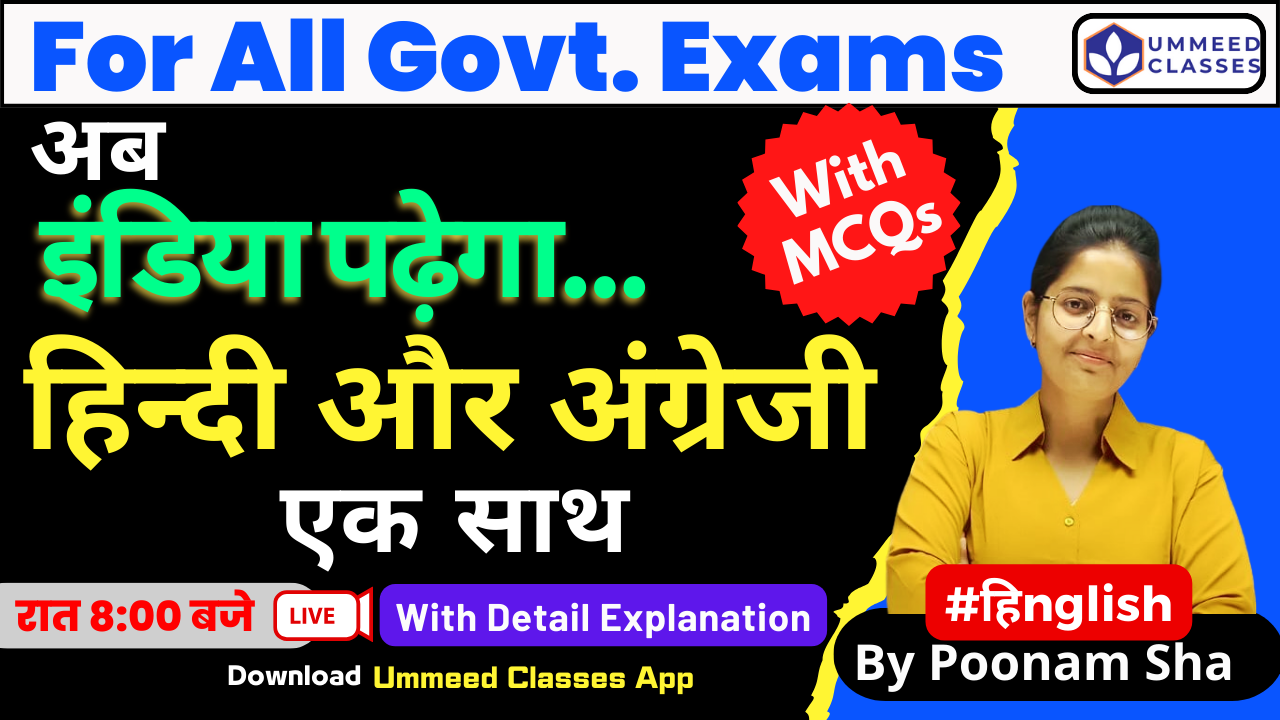 For All Govt. Exams
UMMEED
CLASSES
अब
इंडिया पढ़ेगा...
With
MCQs
हिन्दी और अंग्रेजी
एक साथ
रात 8:00 बजे
LIVE
With Detail Explanation
#हिnglish
By Poonam Sha
Download Ummeed Classes App